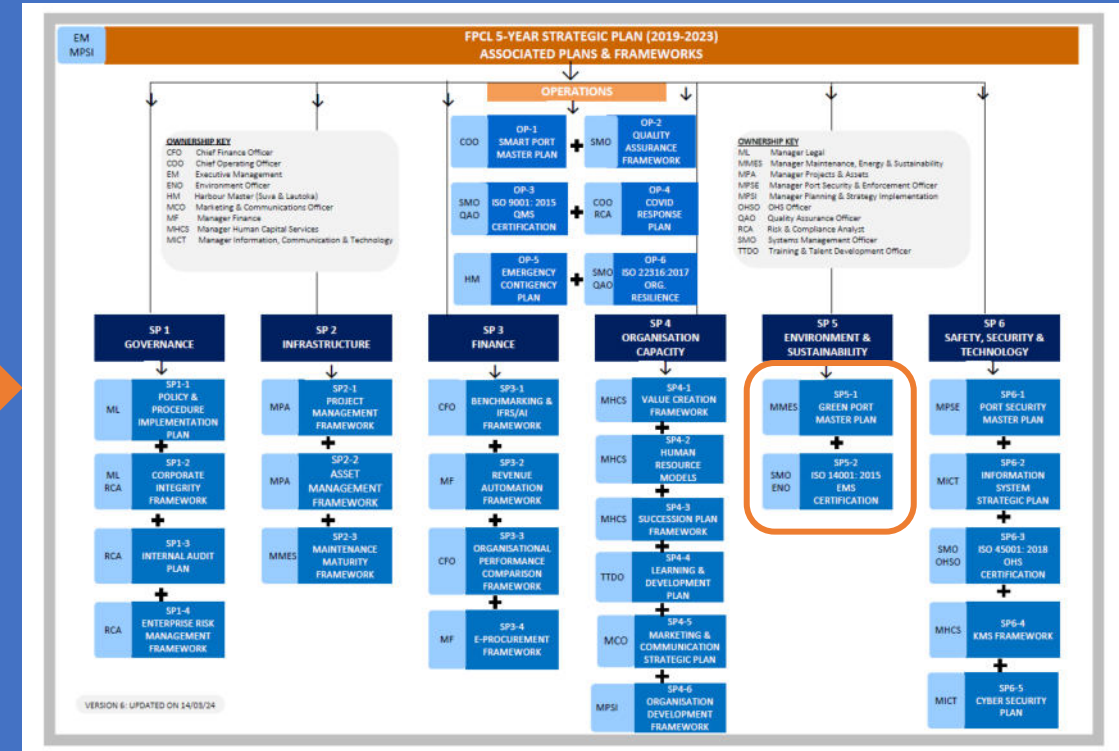 EM
MPSI
FPCL 5-YEAR STRATEGIC PLAN (2019-2023)
ASSOCIATED PLANS & FRAMEWORKS
OPERATIONS
OWNERSHIP KEY
CFO Chief Finance Officer
COO Chief Operating Officer
EM Executive Management
ENO Environment Officer
HM Harbour Master (Suva & Lautoka)
MCO Marketing & Communications Officer
MF Manager Finance
MHCS Manager Human Capital Services
MICT Manager Information, Communication & Technology
COO
OP-1
SMART PORT
MASTER PLAN
SMO
OP-2
QUALITY
ASSURANCE
FRAMEWORK
SMO
QAO
OP-3
ISO 9001: 2015
QMS
CERTIFICATION
COO
RCA
OP-4
COVID
RESPONSE
PLAN
HM
OP-5
EMERGENCY
CONTIGENCY
PLAN
SMO
QAO
OP-6
ISO 22316:2017
ORG.
RESILIENCE
OWNERSHIP KEY
ML Manager Legal
MMES Manager Maintenance, Energy & Sustainability
MPA Manager Projects & Assets
MPSE Manager Port Security & Enforcement Officer
MPSI Manager Planning & Strategy Implementation
OHSO OHS Officer
QAO Quality Assurance Officer
RCA Risk & Compliance Analyst
SMO Systems Management Officer
TTDO Training & Talent Development Officer
SP 1
GOVERNANCE
ML
SP1-1
POLICY &
PROCEDURE
IMPLEMENTATION
PLAN
ML
RCA
SP1-2
CORPORATE
INTEGRITY
FRAMEWORK
RCA
SP1-3
INTERNAL AUDIT
PLAN
RCA
SP1-4
ENTERPRISE RISK
MANAGEMENT
FRAMEWORK
SP 2
INFRASTRUCTURE
MPA
SP2-1
PROJECT
MANAGEMENT
FRAMEWORK
MPA
SP2-2
ASSET
MANAGEMENT
FRAMEWORK
MMES
SP2-3
MAINTENANCE
MATURITY
FRAMEWORK
SP 3
FINANCE
CFO
SP3-1
BENCHMARKING &
IFRS/AI
FRAMEWORK
MF
SP3-2
REVENUE
AUTOMATION
FRAMEWORK
CFO
SP3-3
ORGANISATIONAL
PERFORMANCE
COMPARISON
FRAMEWORK
MF
SP3-4
E-PROCUREMENT
FRAMEWORK
SP 4
ORGANISATION
CAPACITY
MHCS
SP4-1
VALUE CREATION
FRAMEWORK
MHCS
SP4-2
HUMAN
RESOURCE
MODELS
MHCS
SP4-3
SUCCESSION PLAN
FRAMEWORK
TTDO
SP4-4
LEARNING &
DEVELOPMENT
PLAN
MCO
SP4-5
MARKETING &
COMMUNICATION
STRATEGIC PLAN
MPSI
SP4-6
ORGANISATION
DEVELOPMENT
FRAMEWORK
SP 5
ENVIRONMENT &
SUSTAINABILITY
MMES
SP5-1
GREEN PORT
MASTER PLAN
SMO
ENO
SP5-2
ISO 14001: 2015
EMS
CERTIFICATION
SP 6
SAFETY, SECURITY &
TECHNOLOGY
MPSE
SP6-1
PORT SECURITY
MASTER PLAN
MICT
SP6-2
INFORMATION
SYSTEM
STRATEGIC PLAN
SMO
OHSO
SP6-3
ISO 45001: 2018
OHS
CERTIFICATION
MHCS
SP6-4
KMS FRAMEWORK
MICT
SP6-5
CYBER SECURITY
PLAN
VERSION 6: UPDATED ON 14/03/24